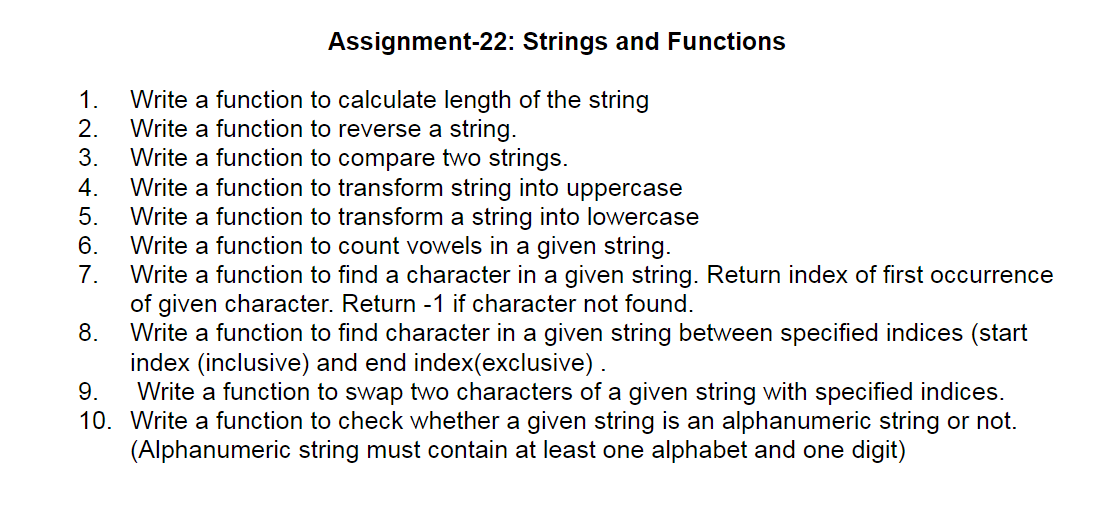 Assignment-22: Strings and Functions
1. Write a function to calculate length of the string
2. Write a function to reverse a string.
3. Write a function to compare two strings.
4. Write a function to transform string into uppercase
5. Write a function to transform a string into lowercase
6. Write a function to count vowels in a given string.
7. Write a function to find a character in a given string. Return index of first occurrence
of given character. Return -1 if character not found.
8. Write a function to find character in a given string between specified indices (start
index (inclusive) and end index(exclusive) .
9. Write a function to swap two characters of a given string with specified indices.
10. Write a function to check whether a given string is an alphanumeric string or not.
(Alphanumeric string must contain at least one alphabet and one digit)